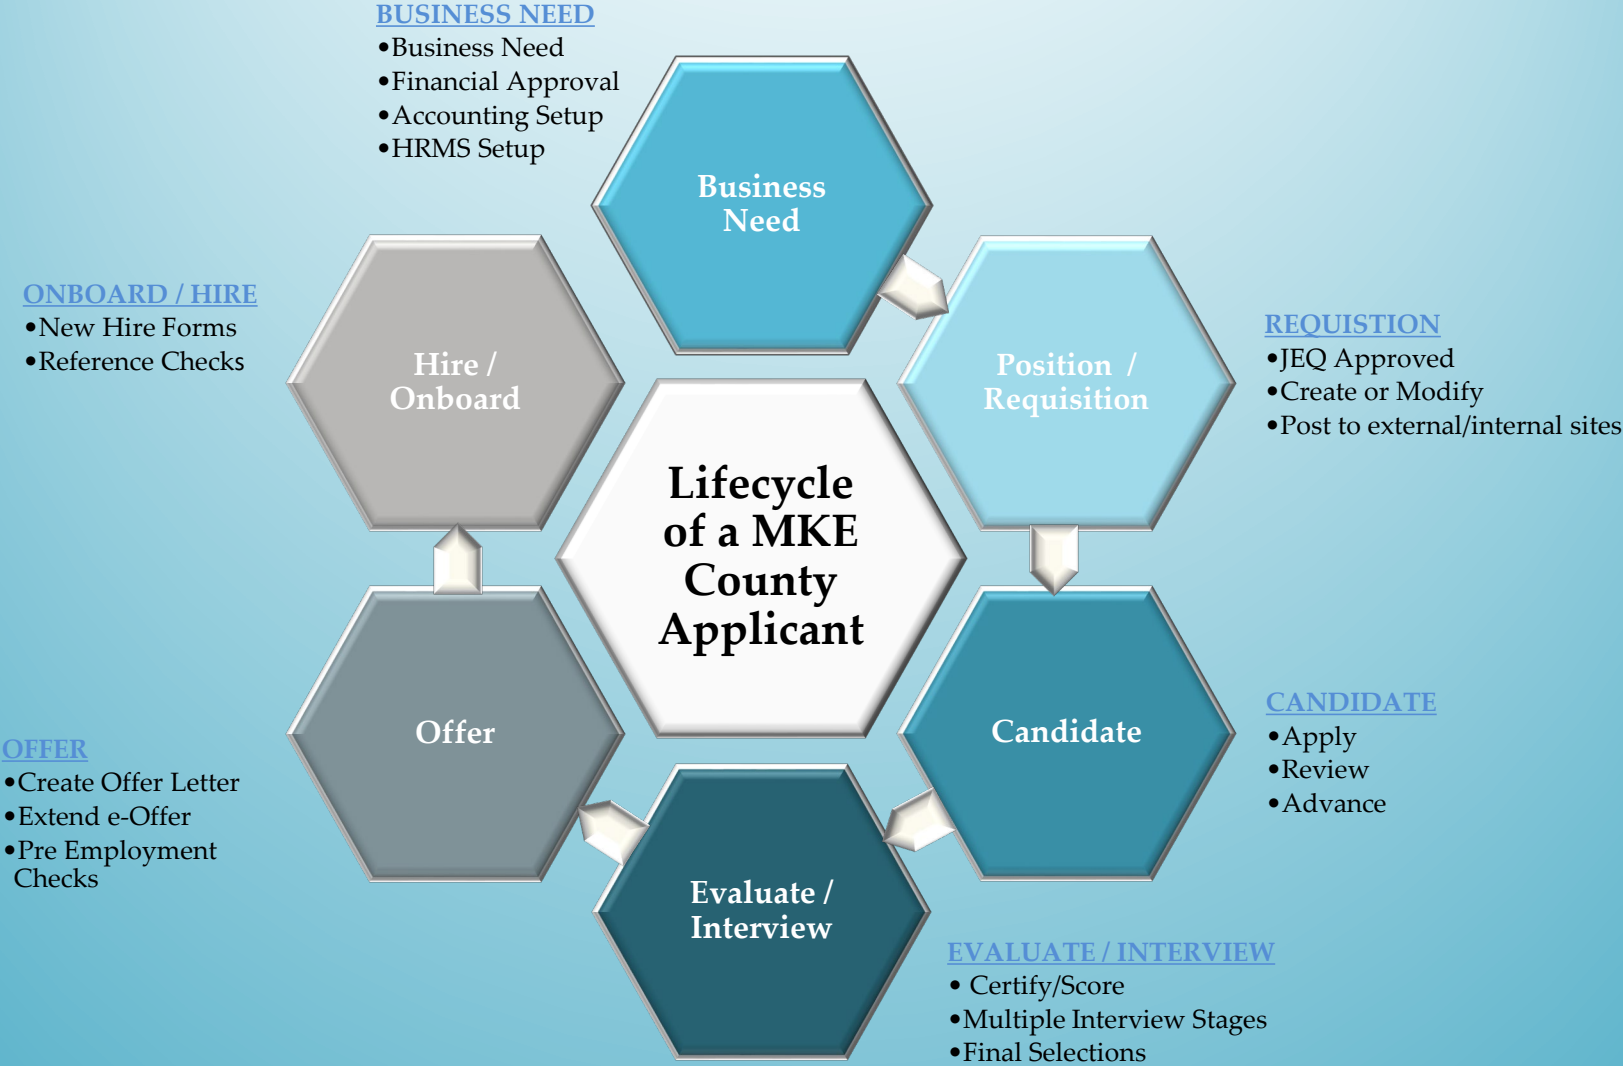 BUSINESS NEED
•Business Need
•Financial Approval
•Accounting Setup
•HRMS Setup
Business
Need
ONBOARD / HIRE
•New Hire Forms
•Reference Checks
Hire /
Onboard
Position /
Requisition
REQUISTION
•JEQ Approved
•Create or Modify
•Post to external/internal sites
Lifecycle
of a MKE
County
Applicant
OFFER
•Create Offer Letter
•Extend e-Offer
•Pre Employment
Checks
Offer
Candidate
CANDIDATE
•Apply
•Review
•Advance
Evaluate /
Interview
EVALUATE / INTERVIEW
• Certify/Score
•Multiple Interview Stages
•Final Selections